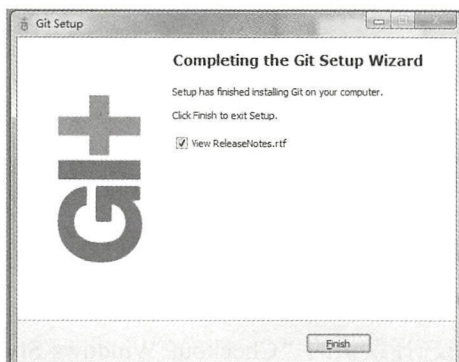 Git Setup
Completing the Git Setup Wizard
Setup has finished installing Git on your computer.
Click Finish to exit Setup.
View ReleaseNotes.rtf
GIt
Finish